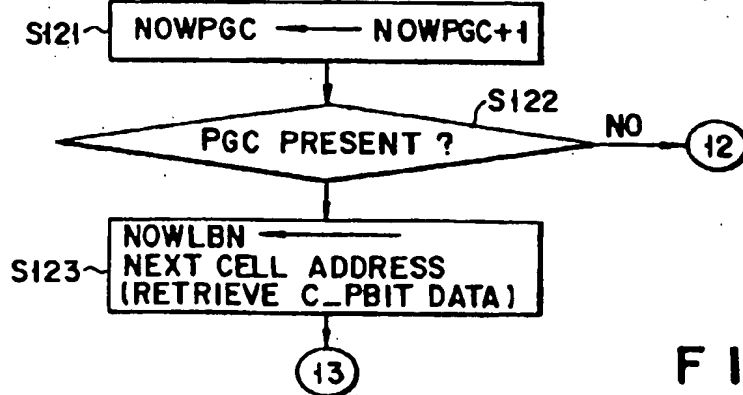 S121
NOWPGC ← NOWPGC+1
S122
PGC PRESENT ?
NO
12
S123
NOWLBN ←
NEXT CELL ADDRESS
(RETRIEVE C_PBIT DATA)
13
F I